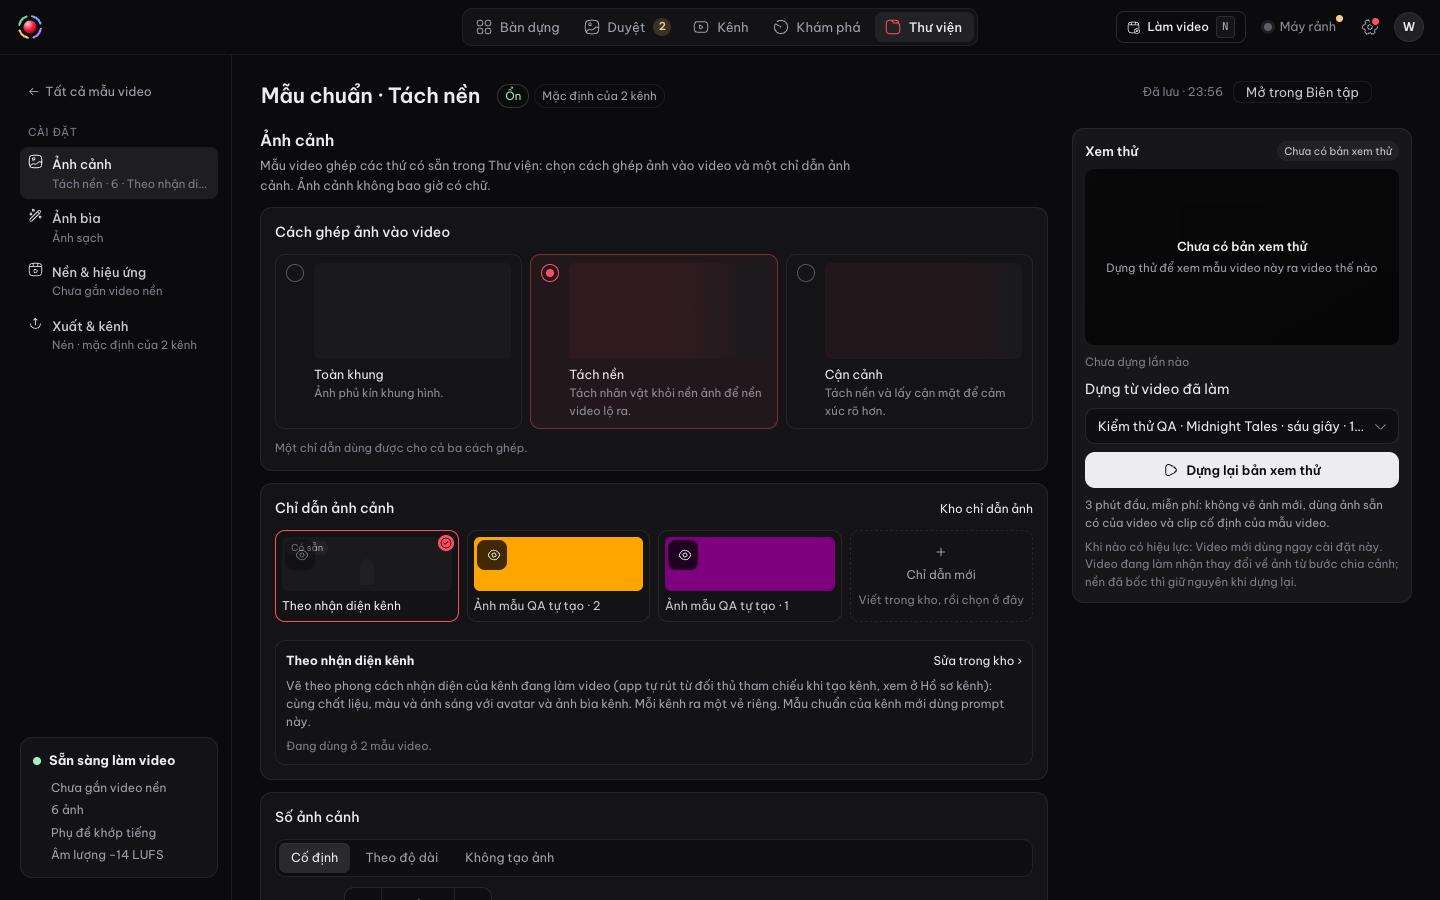 Bàn dựng
Duyệt 2
Kênh
Khám phá
Thư viện
Làm video N
Máy rảnh
W
← Tất cả mẫu video
CÀI ĐẶT
Ảnh cảnh
Tách nền · 6 · Theo nhận di...
Ảnh bìa
Ảnh sạch
Nền & hiệu ứng
Chưa gắn video nền
Xuất & kênh
Nén · mặc định của 2 kênh
Sẵn sàng làm video
Chưa gắn video nền
6 ảnh
Phụ đề khớp tiếng
Âm lượng -14 LUFS
Mẫu chuẩn · Tách nền
Ổn
Mặc định của 2 kênh
Đã lưu · 23:56
Mở trong Biên tập
Ảnh cảnh
Mẫu video ghép các thứ có sẵn trong Thư viện: chọn cách ghép ảnh vào video và một chỉ dẫn ảnh
cảnh. Ảnh cảnh không bao giờ có chữ.
Cách ghép ảnh vào video
Toàn khung
Ảnh phủ kín khung hình.
Tách nền
Tách nhân vật khỏi nền ảnh để nền
video lộ ra.
Cận cảnh
Tách nền và lấy cận mặt để cảm
xúc rõ hơn.
Một chỉ dẫn dùng được cho cả ba cách ghép.
Chỉ dẫn ảnh cảnh
Kho chỉ dẫn ảnh
Có sẵn
Theo nhận diện kênh
Ảnh mẫu QA tự tạo · 2
Ảnh mẫu QA tự tạo · 1
+
Chỉ dẫn mới
Viết trong kho, rồi chọn ở đây
Theo nhận diện kênh
Sửa trong kho ›
Vẽ theo phong cách nhận diện của kênh đang làm video (app tự rút từ đối thủ tham chiếu khi tạo kênh, xem ở Hồ sơ kênh):
cùng chất liệu, màu và ánh sáng với avatar và ảnh bìa kênh. Mỗi kênh ra một vẻ riêng. Mẫu chuẩn của kênh mới dùng prompt
này.
Đang dùng ở 2 mẫu video.
Số ảnh cảnh
Cố định
Theo độ dài
Không tạo ảnh
Xem thử
Chưa có bản xem thử
Chưa có bản xem thử
Dựng thử để xem mẫu video này ra video thế nào
Chưa dựng lần nào
Dựng từ video đã làm
Kiểm thử QA · Midnight Tales · sáu giây · 1...
Dựng lại bản xem thử
3 phút đầu, miễn phí: không vẽ ảnh mới, dùng ảnh sẵn
có của video và clip cố định của mẫu video.
Khi nào có hiệu lực: Video mới dùng ngay cài đặt này.
Video đang làm nhận thay đổi về ảnh từ bước chia cảnh;
nền đã bốc thì giữ nguyên khi dựng lại.